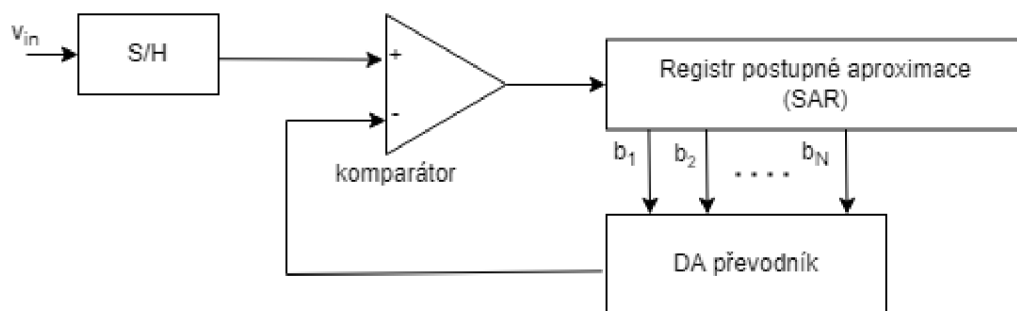 v_in
S/H
+
-
komparátor
Registr postupné aproximace
(SAR)
b_1 b_2 .... b_N
DA převodník